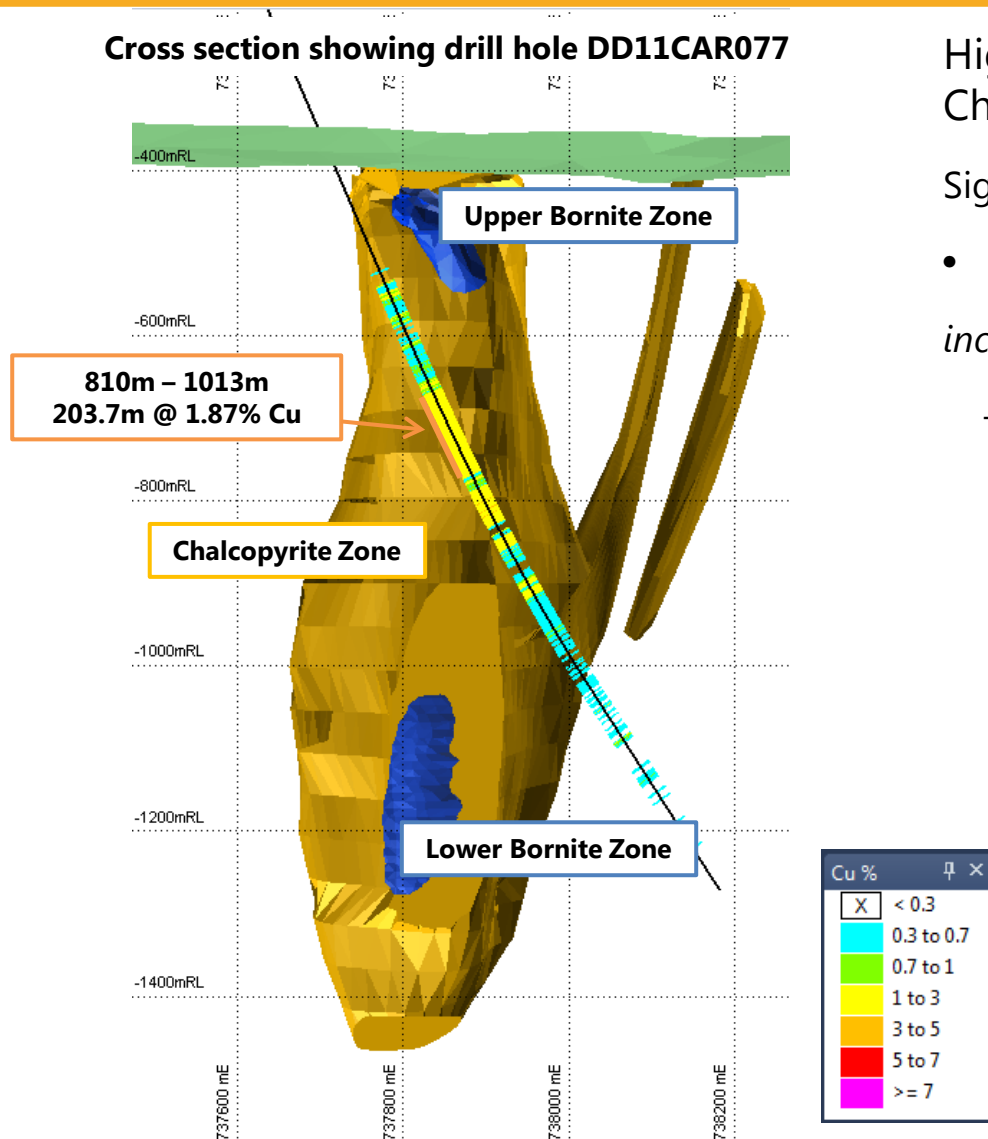 Cross section showing drill hole DD11CAR077
-400mRL
Upper Bornite Zone
-600mRL
810m – 1013m
203.7m @ 1.87% Cu
-800mRL
Chalcopyrite Zone
-1000mRL
-1200mRL
Lower Bornite Zone
-1400mRL
737600 mE
737800 mE
738000 mE
738200 mE
Cu %
X < 0.3
0.3 to 0.7
0.7 to 1
1 to 3
3 to 5
5 to 7
>= 7
•